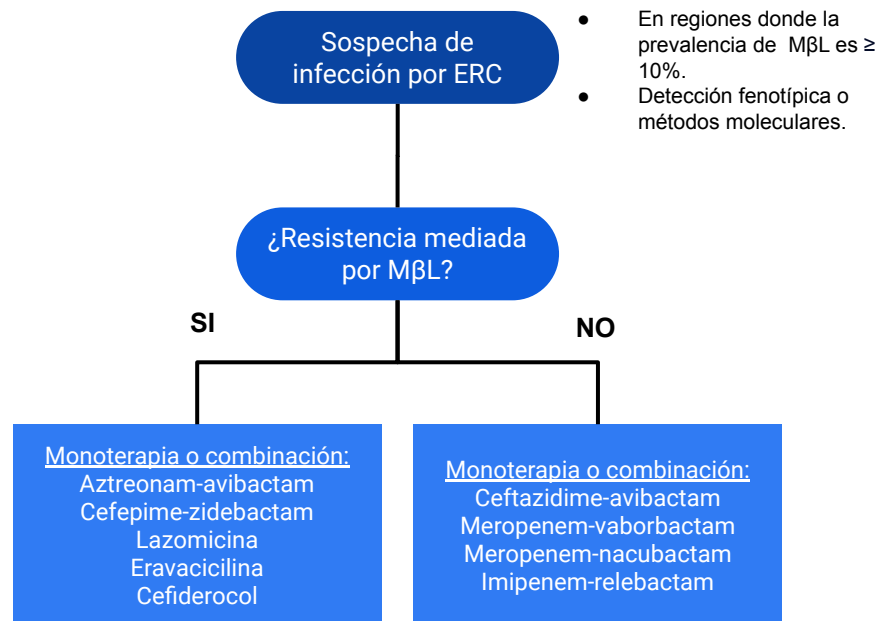 Sospecha de
infección por ERC
● En regiones donde la
prevalencia de MβL es ≥
10%.
● Detección fenotípica o
métodos moleculares.
¿Resistencia mediada
por MβL?
SI
NO
Monoterapia o combinación:
Aztreonam-avibactam
Cefepime-zidebactam
Lazomicina
Eravacicilina
Cefiderocol
Monoterapia o combinación:
Ceftazidime-avibactam
Meropenem-vaborbactam
Meropenem-nacubactam
Imipenem-relebactam